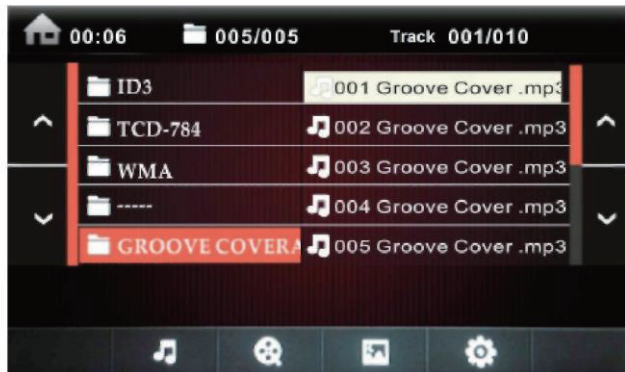 00:06 005/005 Track 001/010
ID3 001 Groove Cover .mp3
TCD-784 002 Groove Cover .mp3
WMA 003 Groove Cover .mp3
----- 004 Groove Cover .mp3
GROOVE COVERA 005 Groove Cover .mp3